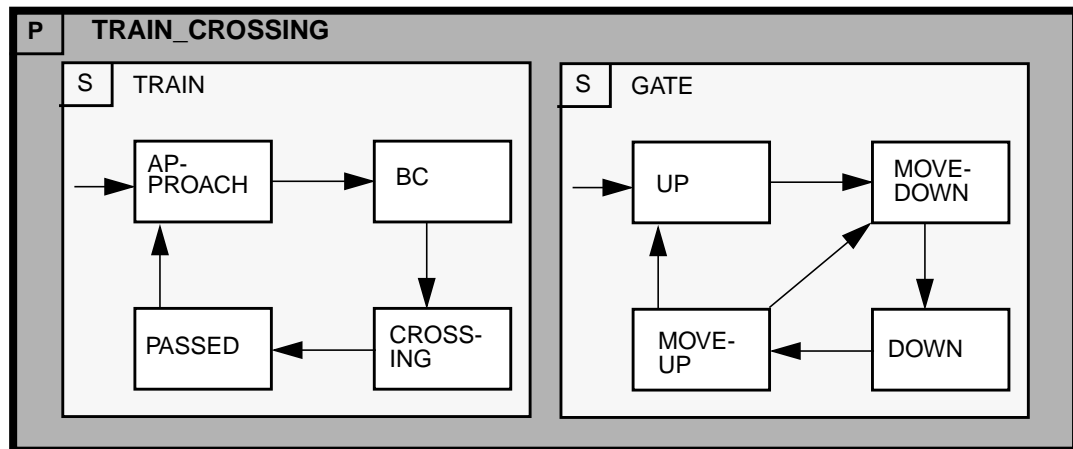 P TRAIN_CROSSING
S TRAIN
AP-
PROACH
BC
PASSED
CROSS-
ING
S GATE
UP
MOVE-
DOWN
MOVE-
UP
DOWN